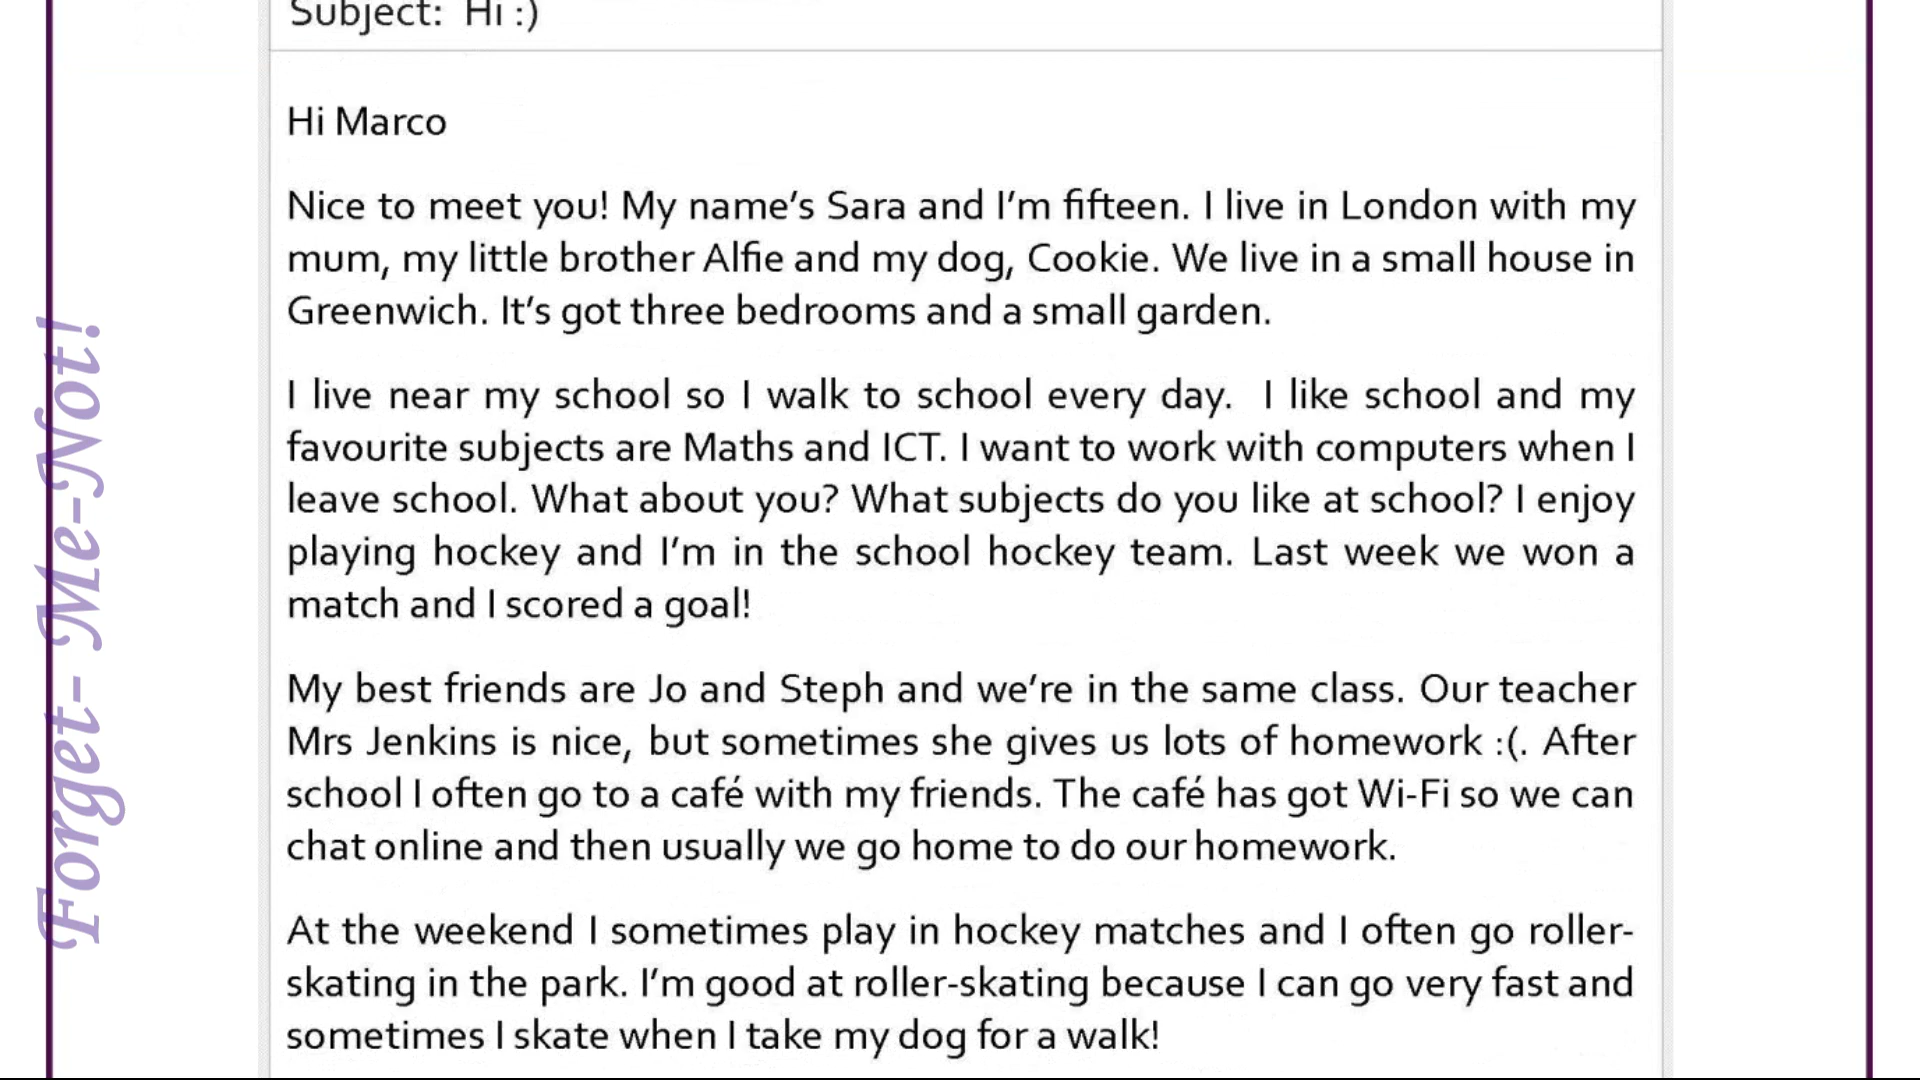 Subject: Hi :)
Hi Marco
Nice to meet you! My name's Sara and I'm fifteen. I live in London with my
mum, my little brother Alfie and my dog, Cookie. We live in a small house in
Greenwich. It's got three bedrooms and a small garden.
I live near my school so I walk to school every day. I like school and my
favourite subjects are Maths and ICT. I want to work with computers when I
leave school. What about you? What subjects do you like at school? I enjoy
playing hockey and I'm in the school hockey team. Last week we won a
match and I scored a goal!
My best friends are Jo and Steph and we're in the same class. Our teacher
Mrs Jenkins is nice, but sometimes she gives us lots of homework :(. After
school I often go to a café with my friends. The café has got Wi-Fi so we can
chat online and then usually we go home to do our homework.
At the weekend I sometimes play in hockey matches and I often go roller-
skating in the park. I'm good at roller-skating because I can go very fast and
sometimes I skate when I take my dog for a walk!
Forget- Me-Not!